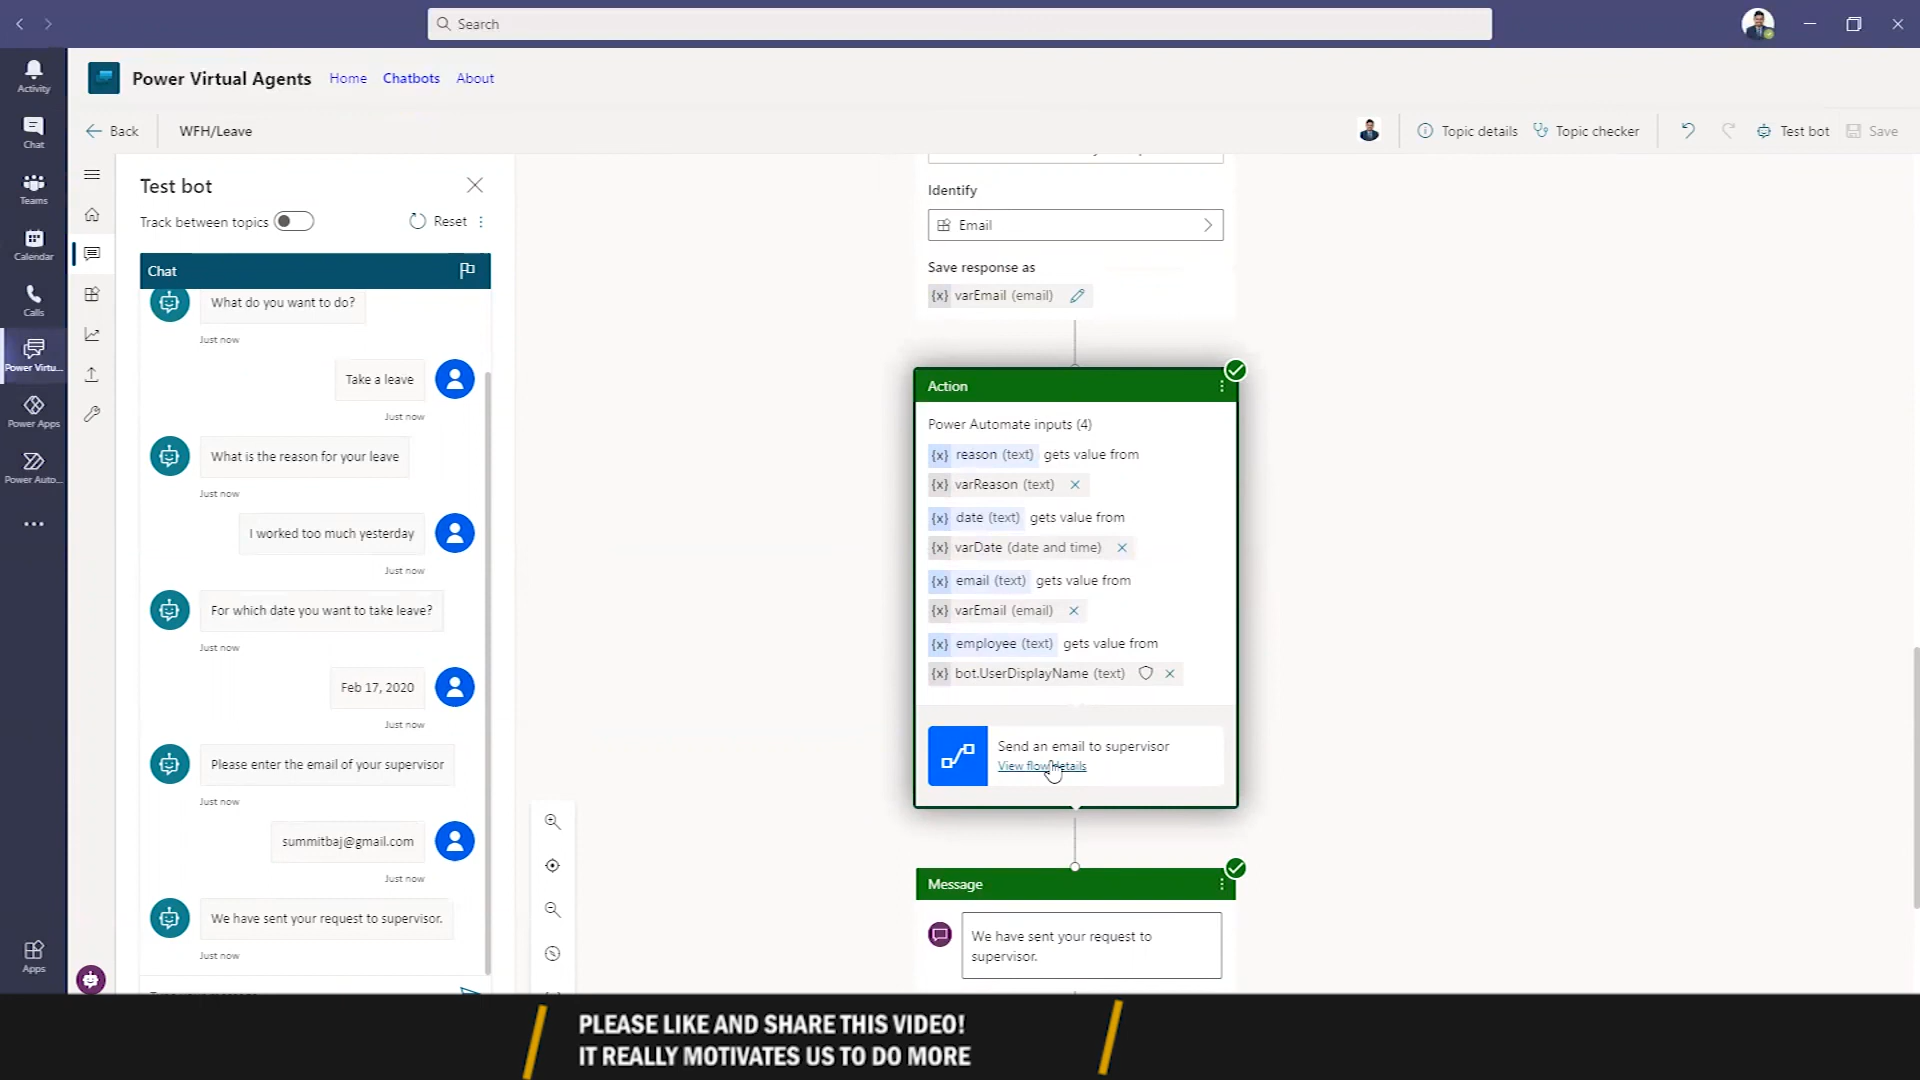 Search
Activity
Chat
Teams
Calendar
Calls
Power Virtu...
Power Apps
Power Auto...
Apps
Power Virtual Agents
Home
Chatbots
About
Back
WFH/Leave
Topic details
Topic checker
Test bot
Save
Test bot
Track between topics
Reset
Chat
What do you want to do?
Just now
Take a leave
Just now
What is the reason for your leave
Just now
I worked too much yesterday
Just now
For which date you want to take leave?
Just now
Feb 17, 2020
Just now
Please enter the email of your supervisor
Just now
summitbaj@gmail.com
Just now
We have sent your request to supervisor.
Just now
Identify
Email
Save response as
{x} varEmail (email)
Action
Power Automate inputs (4)
{x} reason (text) gets value from
{x} varReason (text)
{x} date (text) gets value from
{x} varDate (date and time)
{x} email (text) gets value from
{x} varEmail (email)
{x} employee (text) gets value from
{x} bot.UserDisplayName (text)
Send an email to supervisor
View flow details
Message
We have sent your request to
supervisor.
PLEASE LIKE AND SHARE THIS VIDEO!
IT REALLY MOTIVATES US TO DO MORE